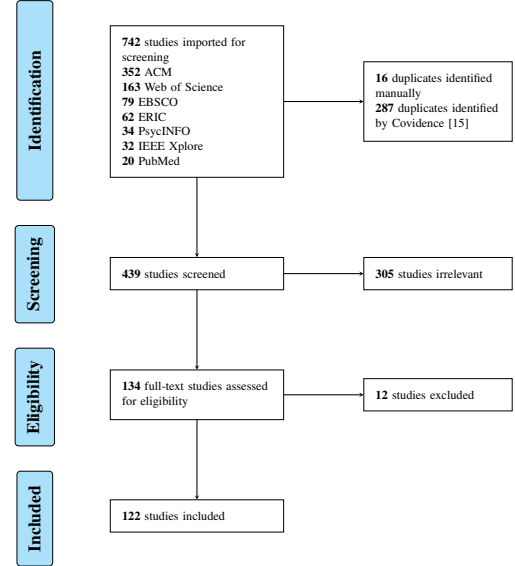 Identification
742 studies imported for
screening
352 ACM
163 Web of Science
79 EBSCO
62 ERIC
34 PsycINFO
32 IEEE Xplore
20 PubMed
16 duplicates identified
manually
287 duplicates identified
by Covidence [15]
Screening
439 studies screened
305 studies irrelevant
Eligibility
134 full-text studies assessed
for eligibility
12 studies excluded
Included
122 studies included